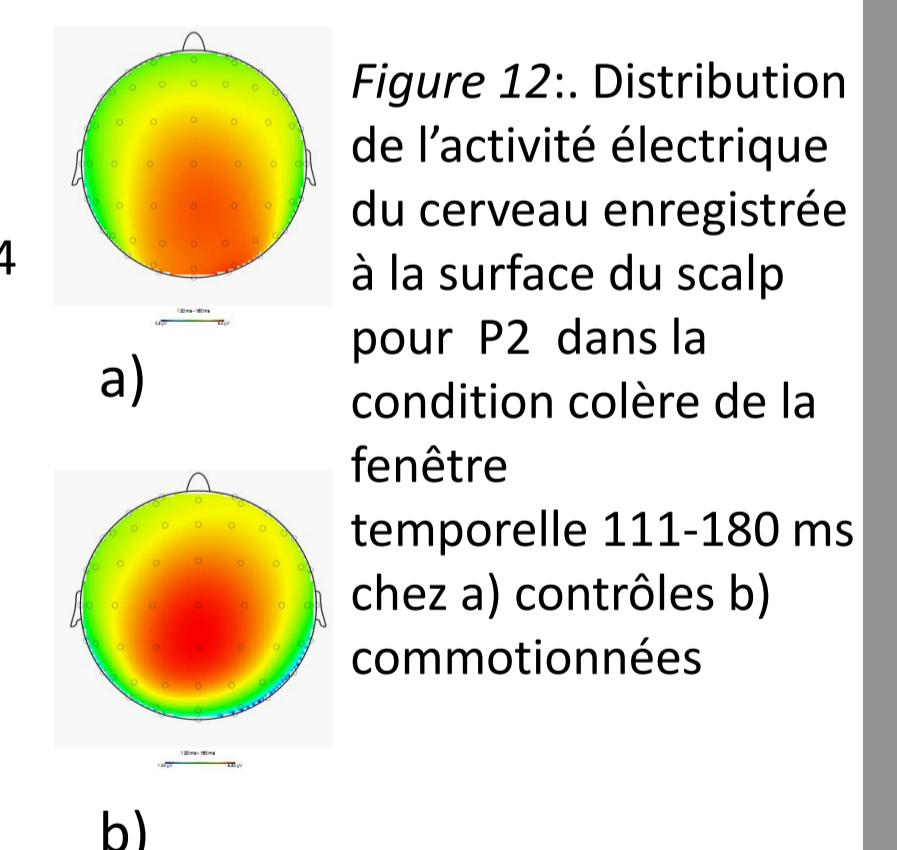 Figure 12:. Distribution
de l’activité électrique
du cerveau enregistrée
à la surface du scalp
pour P2 dans la
condition colère de la
fenêtre
temporelle 111-180 ms
chez a) contrôles b)
commotionnées
4
a)
b)